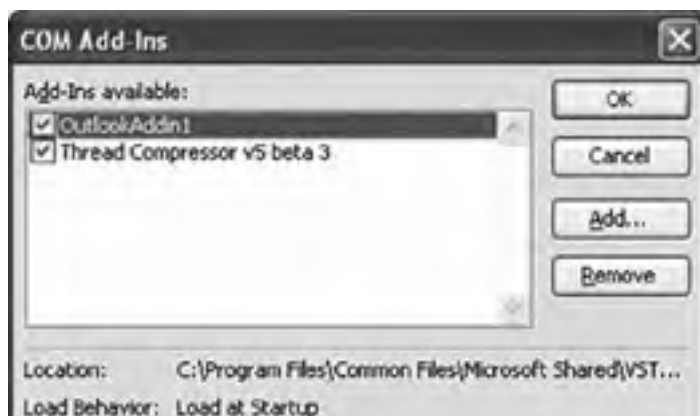 COM Add-Ins
Add-Ins available:
OutlookAddin1
Thread Compressor v5 beta 3
OK
Cancel
Add...
Remove
Location: C:\Program Files\Common Files\Microsoft Shared\VST...
Load Behavior: Load at Startup